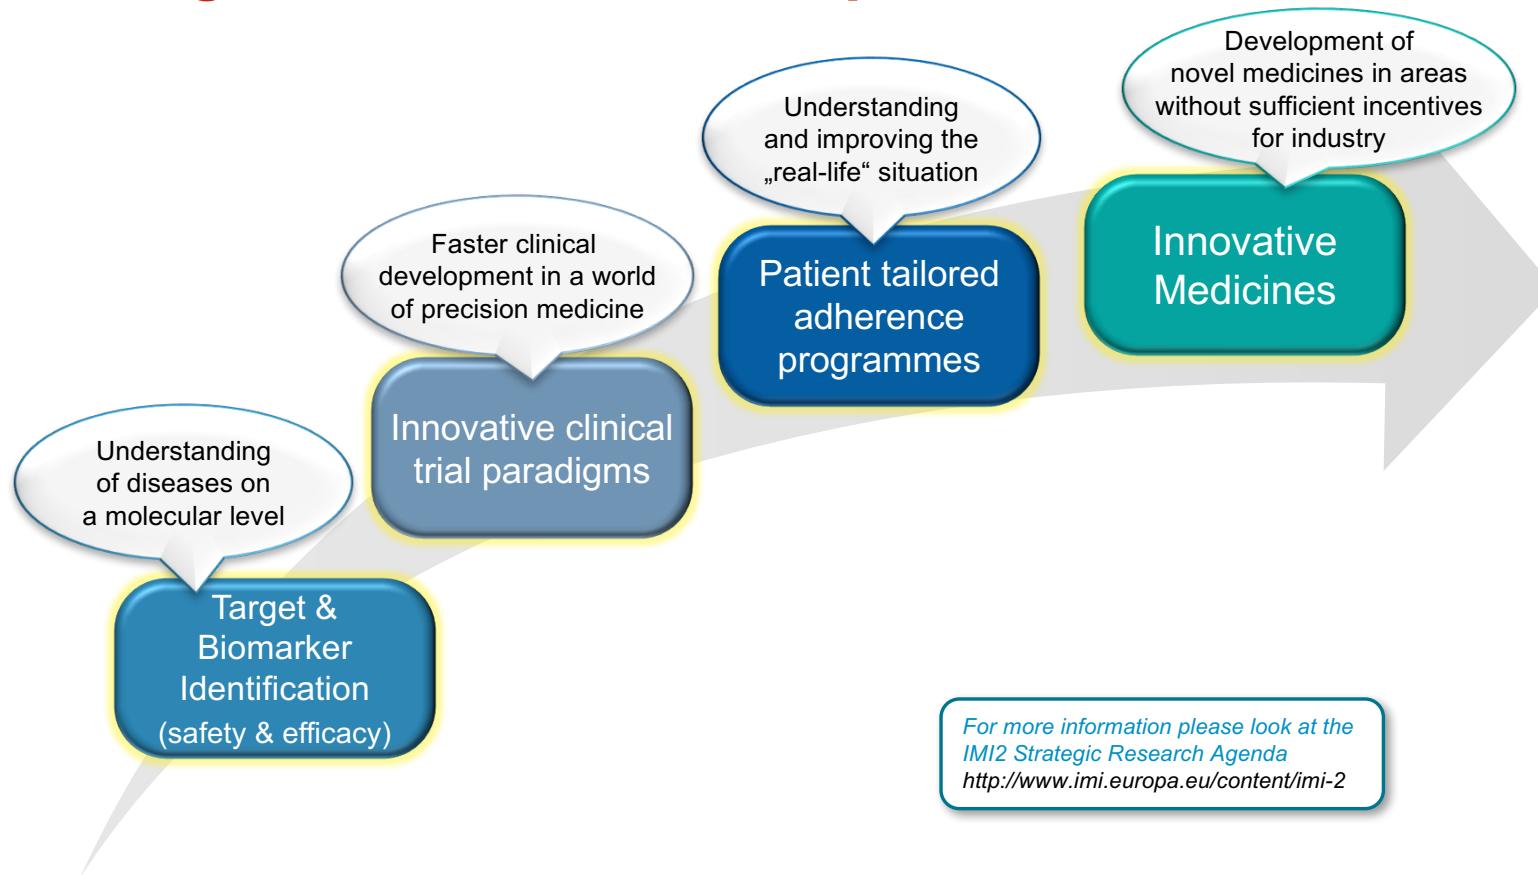 Understanding
of diseases on
a molecular level
Target &
Biomarker
Identification
(safety & efficacy)
Faster clinical
development in a world
of precision medicine
Innovative clinical
trial paradigms
Understanding
and improving the
„real-life“ situation
Patient tailored
adherence
programmes
Development of
novel medicines in areas
without sufficient incentives
for industry
Innovative
Medicines
For more information please look at the
IMI2 Strategic Research Agenda
http://www.imi.europa.eu/content/imi-2